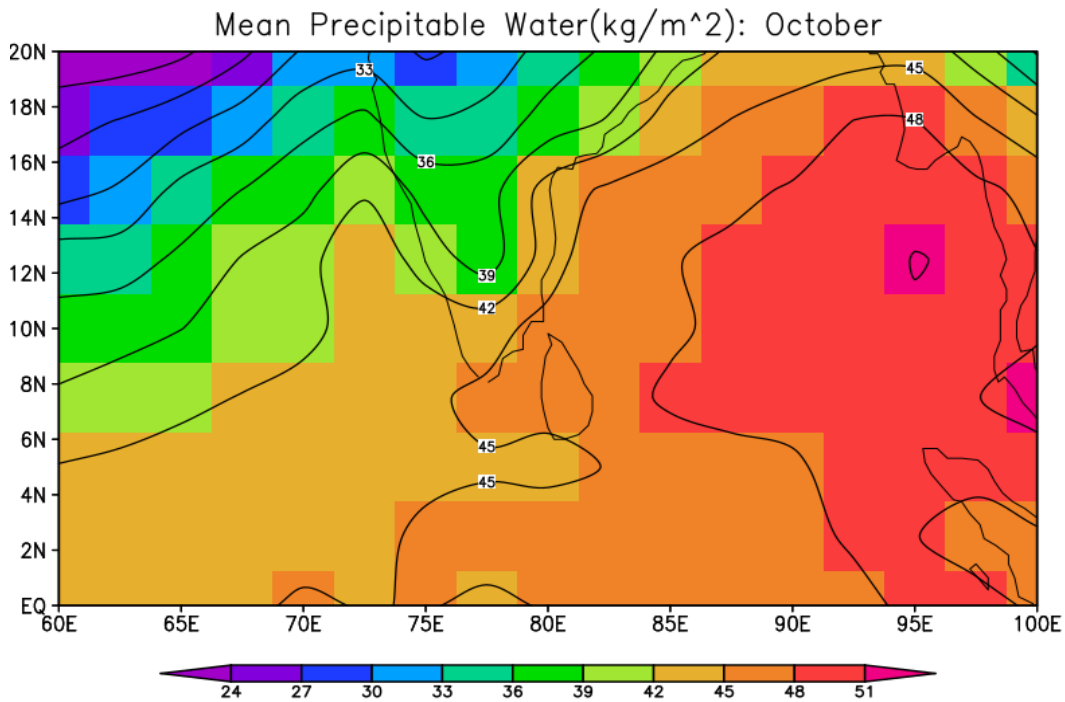 Mean Precipitable Water(kg/m^2): October
20N
18N
16N
14N
12N
10N
8N
6N
4N
2N
EQ
33
45
48
36
39
42
45
45
60E 65E 70E 75E 80E 85E 90E 95E 100E
24 27 30 33 36 39 42 45 48 51